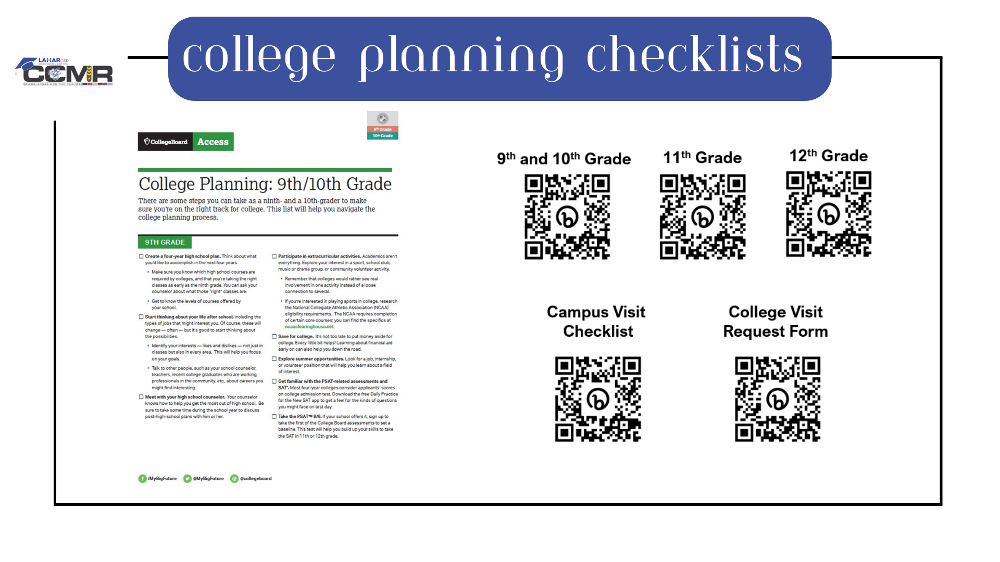 college planning checklists
LAMAR CISD
CCMR
COLLEGE, CAREER, & MILITARY READINESS
9th Grade
10th Grade
CollegeBoard Access
College Planning: 9th/10th Grade
There are some steps you can take as a ninth- and a 10th-grader to make
sure you're on the right track for college. This list will help you navigate the
college planning process.
9TH GRADE
Create a four-year high school plan. Think about what
you'd like to accomplish in the next four years.
• Make sure you know which high school courses are
required by colleges, and that you're taking the right
classes as early as the ninth grade. You can ask your
counselor about what those "right" classes are.
• Get to know the levels of courses offered by
your school.
Start thinking about your life after school, including the
types of jobs that might interest you. Of course, these will
change — often — but it's good to start thinking about
the possibilities.
• Identify your interests — likes and dislikes — not just in
classes but also in every area. This will help you focus
on your goals.
• Talk to other people, such as your school counselor,
teachers, recent college graduates who are working,
professionals in the community, etc., about careers you
might find interesting.
Meet with your high school counselor. Your counselor
knows how to help you get the most out of high school. Be
sure to take some time during the school year to discuss
post-high-school plans with him or her.
Participate in extracurricular activities. Academics aren't
everything. Explore your interest in a sport, school club,
music or drama group, or community volunteer activity.
• Remember that colleges would rather see real
involvement in one activity instead of a loose
connection to several.
• If you're interested in playing sports in college, research
the National Collegiate Athletic Association (NCAA)
eligibility requirements. The NCAA requires completion
of certain core courses; you can find the specifics at
ncaaclearinghouse.net.
Save for college. It's not too late to put money aside for
college. Every little bit helps! Learning about financial aid
early on can also help you down the road.
Explore summer opportunities. Look for a job, internship,
or volunteer position that will help you learn about a field
of interest.
Get familiar with the PSAT-related assessments and
SAT®. Most four-year colleges consider applicants' scores
on college admission test. Download the free Daily Practice
for the New SAT app to get a feel for the kinds of questions
you might face on test day.
Take the PSAT™ 8/9. If your school offers it, sign up to
take the first of the College Board assessments to set a
baseline. This test will help you build up your skills to take
the SAT in 11th or 12th grade.
/MyBigFuture @MyBigFuture @collegeboard
9th and 10th Grade
11th Grade
12th Grade
Campus Visit
Checklist
College Visit
Request Form